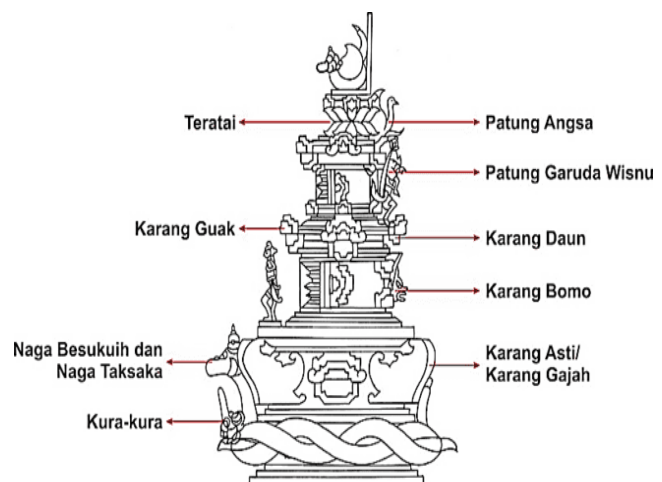 Teratai
Patung Angsa
Patung Garuda Wisnu
Karang Guak
Karang Daun
Karang Bomo
Naga Besukuih dan
Naga Taksaka
Karang Asti/
Karang Gajah
Kura-kura